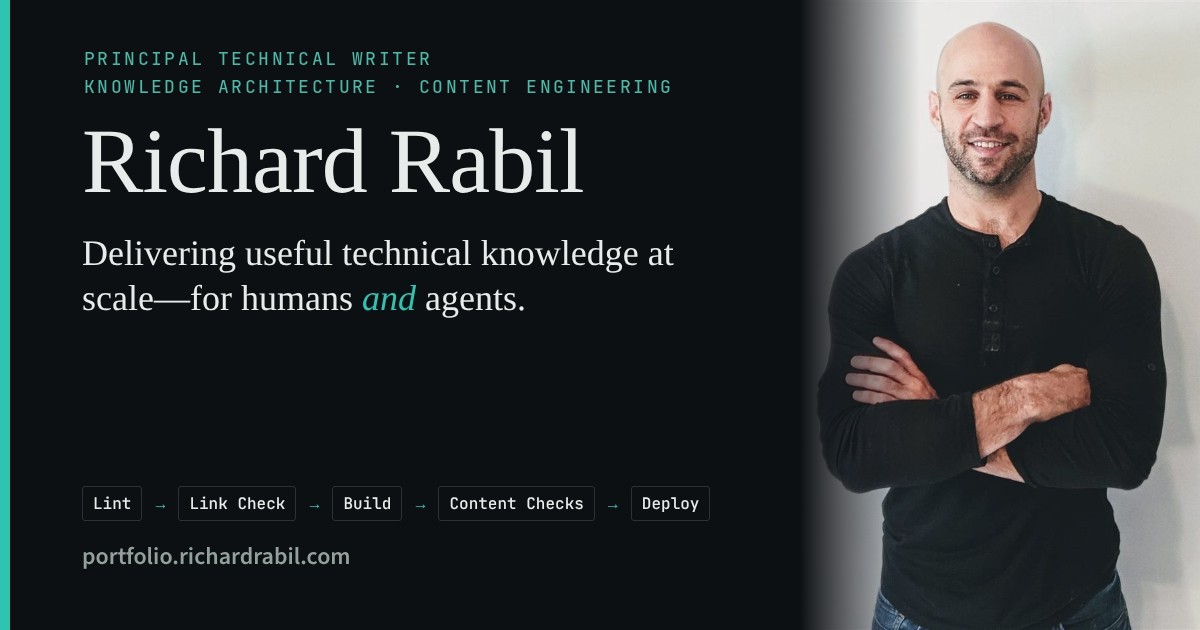 PRINCIPAL TECHNICAL WRITER
KNOWLEDGE ARCHITECTURE · CONTENT ENGINEERING
Richard Rabil
Delivering useful technical knowledge at
scale—for humans and agents.
Lint → Link Check → Build → Content Checks → Deploy
portfolio.richardrabil.com